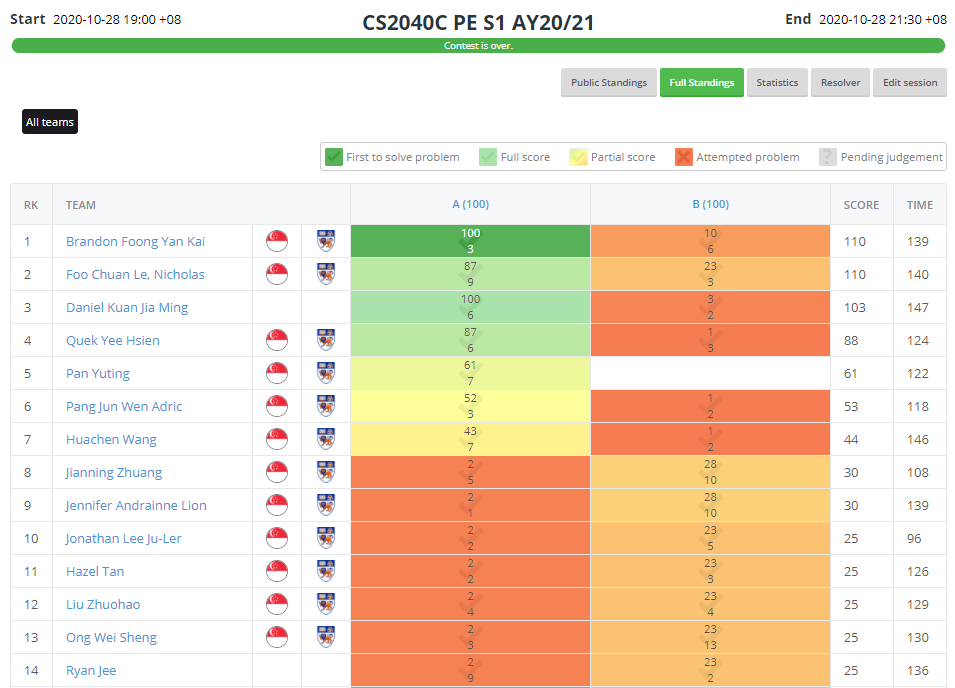 Start 2020-10-28 19:00 +08
CS2040C PE S1 AY20/21
End 2020-10-28 21:30 +08
Contest is over.
Public Standings Full Standings Statistics Resolver Edit session
All teams
First to solve problem Full score Partial score Attempted problem ? Pending judgement
RK TEAM A (100) B (100) SCORE TIME
1 Brandon Foong Yan Kai 100 10 110 139
3 6
2 Foo Chuan Le, Nicholas 87 23 110 140
9 3
3 Daniel Kuan Jia Ming 100 3 103 147
6 2
4 Quek Yee Hsien 87 1 88 124
6 3
5 Pan Yuting 61 61 122
7
6 Pang Jun Wen Adric 52 1 53 118
3 2
7 Huachen Wang 43 1 44 146
7 2
8 Jianning Zhuang 2 28 30 108
5 10
9 Jennifer Andrainne Lion 2 28 30 139
1 10
10 Jonathan Lee Ju-Ler 2 23 25 96
2 5
11 Hazel Tan 2 23 25 126
2 3
12 Liu Zhuohao 2 23 25 129
4 4
13 Ong Wei Sheng 2 23 25 130
3 13
14 Ryan Jee 2 23 25 136
9 2